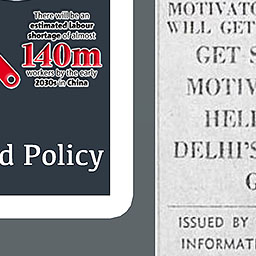 There will be an
estimated labour
shortage of almost
140m
workers by the early
2030s in China
d Policy
MOTIVATO
WILL GET
GET S
MOTIV
HEL
DELHI'S
G
ISSUED BY
INFORMATI